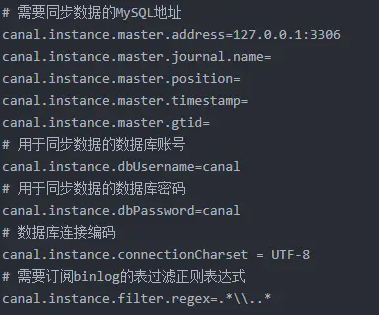 # 需要同步数据的MySQL地址
canal.instance.master.address=127.0.0.1:3306
canal.instance.master.journal.name=
canal.instance.master.position=
canal.instance.master.timestamp=
canal.instance.master.gtid=
# 用于同步数据的数据库账号
canal.instance.dbUsername=canal
# 用于同步数据的数据库密码
canal.instance.dbPassword=canal
# 数据库连接编码
canal.instance.connectionCharset = UTF-8
# 需要订阅binlog的表过滤正则表达式
canal.instance.filter.regex=.*\\..*